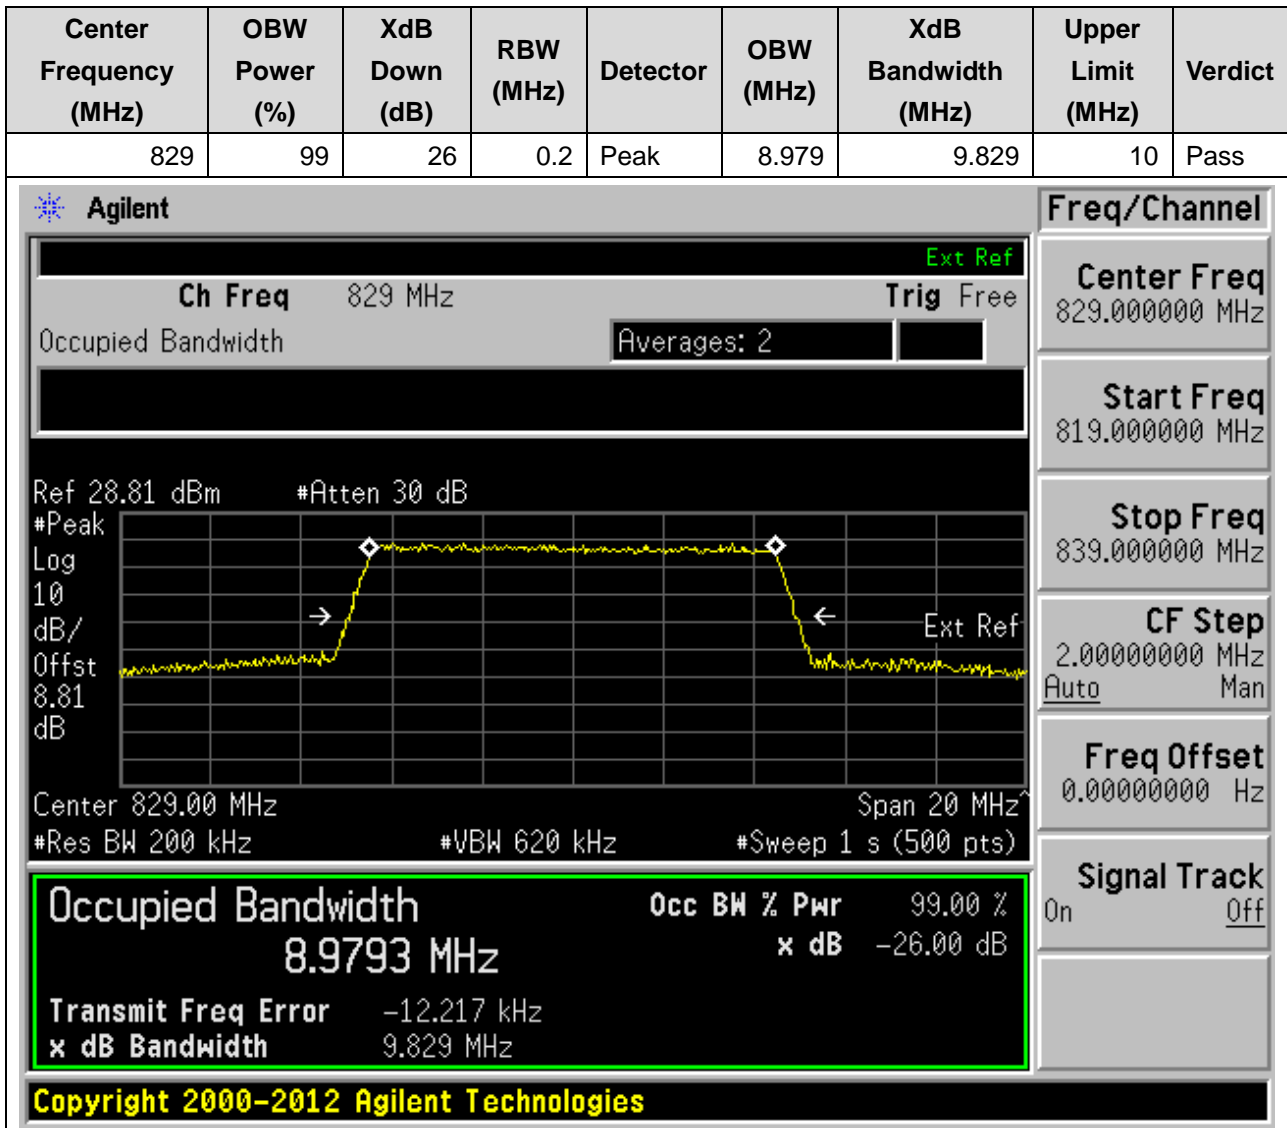 Center Frequency (MHz) OBW Power (%) XdB Down (dB) RBW (MHz) Detector OBW (MHz) XdB Bandwidth (MHz) Upper Limit (MHz) Verdict
829 99 26 0.2 Peak 8.979 9.829 10 Pass
Agilent
Ext Ref
Ch Freq 829 MHz Trig Free
Occupied Bandwidth Averages: 2
Ref 28.81 dBm #Atten 30 dB
#Peak
Log
10
dB/
Offst
8.81
dB
Ext Ref
Center 829.00 MHz Span 20 MHz^
#Res BW 200 kHz #VBW 620 kHz #Sweep 1 s (500 pts)
Occupied Bandwidth
8.9793 MHz
Occ BW % Pwr 99.00 %
x dB -26.00 dB
Transmit Freq Error -12.217 kHz
x dB Bandwidth 9.829 MHz
Freq/Channel
Center Freq
829.000000 MHz
Start Freq
819.000000 MHz
Stop Freq
839.000000 MHz
CF Step
2.00000000 MHz
Auto Man
Freq Offset
0.00000000 Hz
Signal Track
On Off
Copyright 2000-2012 Agilent Technologies